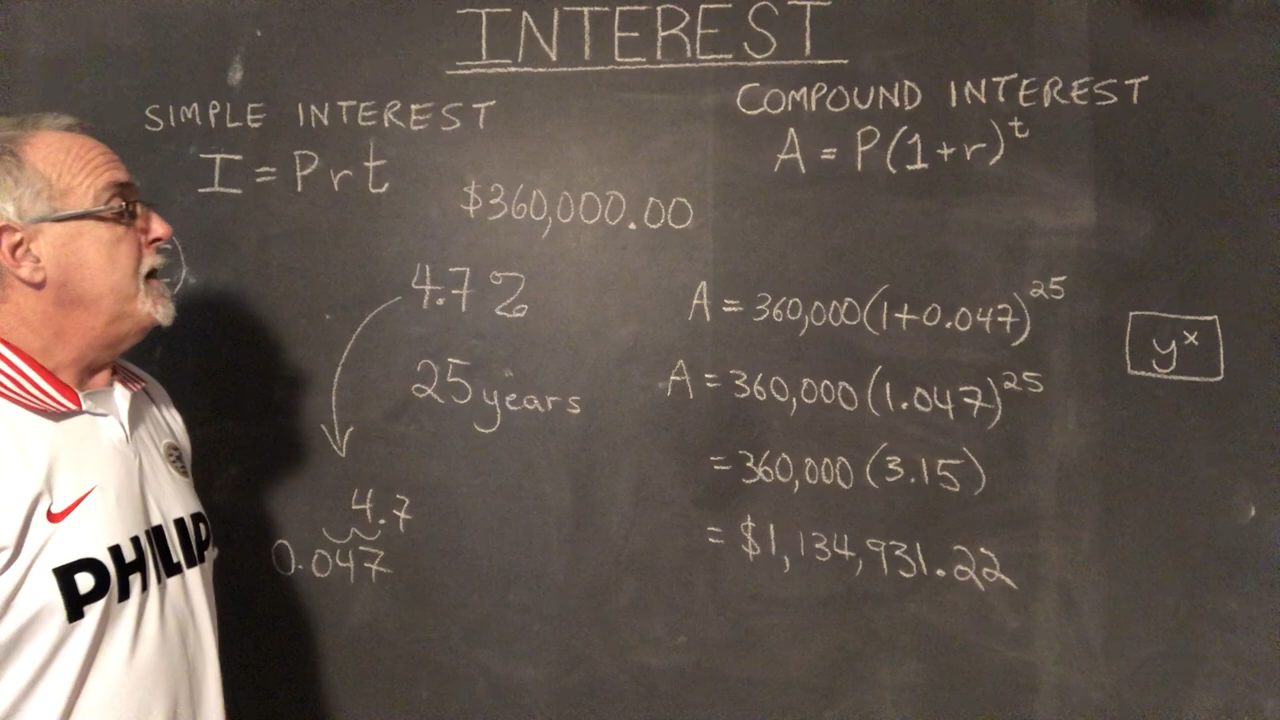 INTEREST
SIMPLE INTEREST
I = Prt
COMPOUND INTEREST
A = P(1+r)^t
$360,000.00
4.7%
25 years
4.7
0.047
A = 360,000(1+0.047)^25
A = 360,000(1.047)^25
= 360,000(3.15)
= $1,134,931.22
y^x
PHILIP